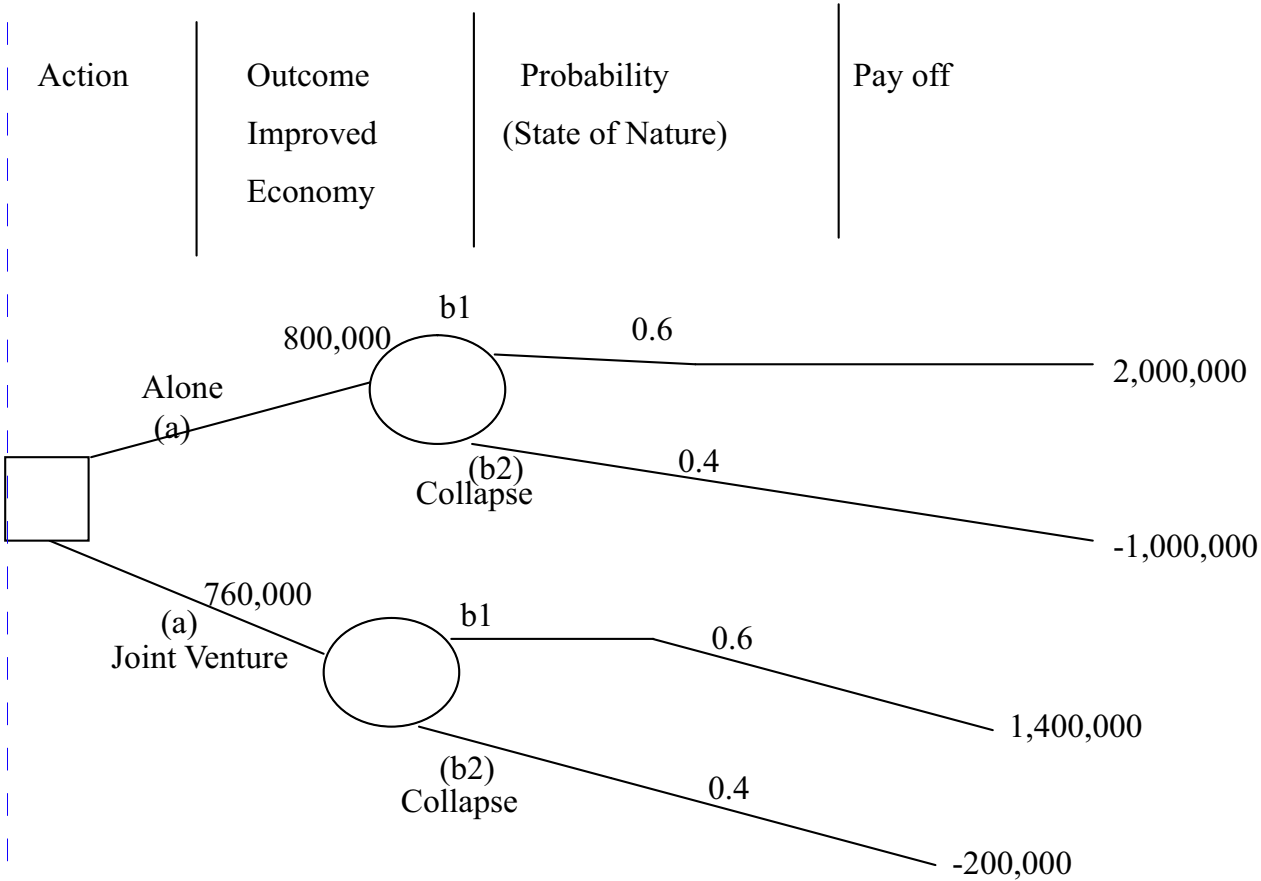 Action
Outcome
Improved
Economy
Probability
(State of Nature)
Pay off
b1
800,000
0.6
2,000,000
Alone
(a)
(b2)
Collapse
0.4
-1,000,000
760,000
(a)
Joint Venture
b1
0.6
1,400,000
(b2)
Collapse
0.4
-200,000